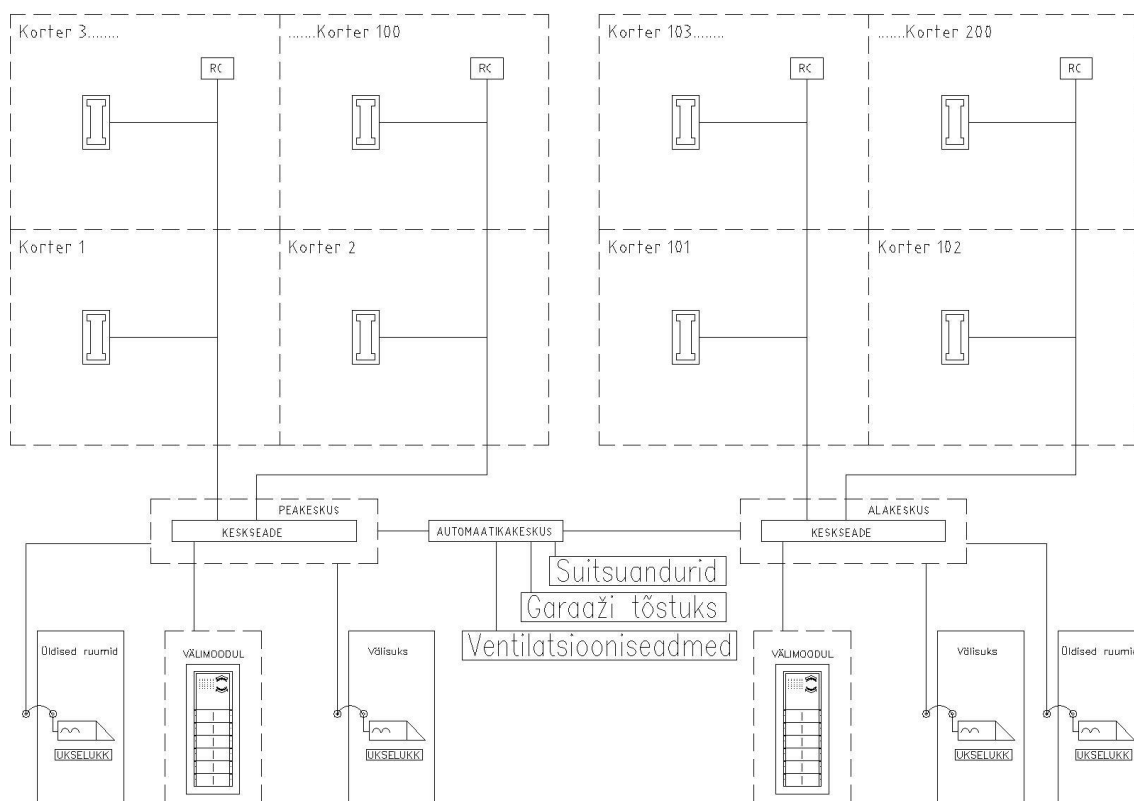 Korter 3........
.......Korter 100
Korter 103........
.......Korter 200
RC
RC
RC
RC
Korter 1
Korter 2
Korter 101
Korter 102
PEAKESKUS
KESKSEADE
AUTOMAATIKAKESKUS
ALAKESKUS
KESKSEADE
Suitsuandurid
Garaaži tõstuks
Ventilatsiooniseadmed
Üldised ruumid
VÄLIMOODUL
Välisuks
VÄLIMOODUL
Välisuks
Üldised ruumid
UKSELUKK
UKSELUKK
UKSELUKK
UKSELUKK